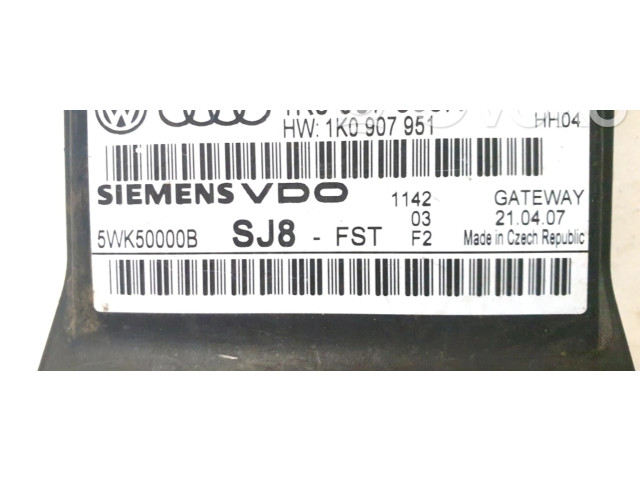 HW: 1K0 907 951 HH04
SIEMENS VDO 1142 GATEWAY
03 21.04.07
5WK50000B SJ8 - FST F2 Made in Czech Republic